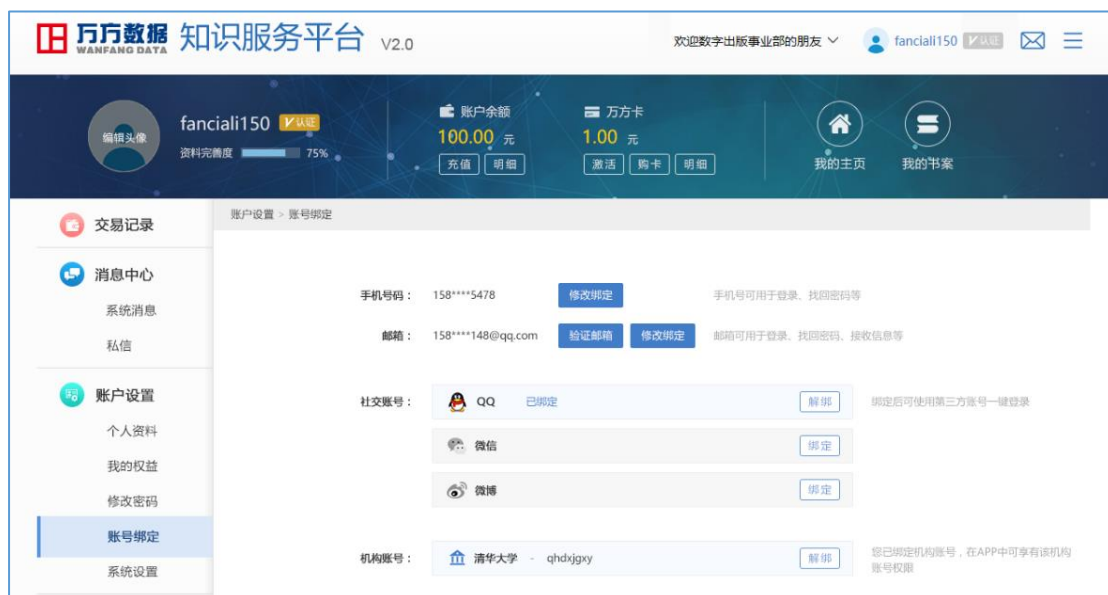 万方数据 WANFANG DATA 知识服务平台 V2.0 欢迎数字出版事业部的朋友 fanciali150 V认证
编辑头像
fanciali150 V认证
资料完善度 75%
账户余额
100.00 元
充值 明细
万方卡
1.00 元
激活 购卡 明细
我的主页 我的书案
交易记录
消息中心
系统消息
私信
账户设置
个人资料
我的权益
修改密码
账号绑定
系统设置
账户设置 > 账号绑定
手机号码: 158****5478 修改绑定 手机号可用于登录、找回密码等
邮箱: 158****148@qq.com 验证邮箱 修改绑定 邮箱可用于登录、找回密码、接收信息等
社交账号: QQ 已绑定 解绑 绑定后可使用第三方账号一键登录
微信 绑定
微博 绑定
机构账号: 清华大学 - qhdxjgxy 解绑 您已绑定机构账号,在APP中可享有该机构
账号权限